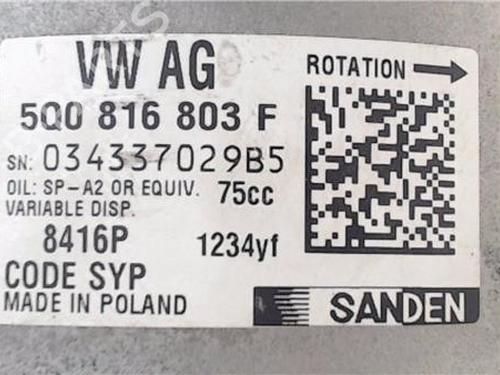 VW AG
ROTATION →
5Q0 816 803 F
SN: 034337029B5
OIL: SP-A2 OR EQUIV. 75cc
VARIABLE DISP.
8416P 1234yf
CODE SYP
MADE IN POLAND
SANDEN